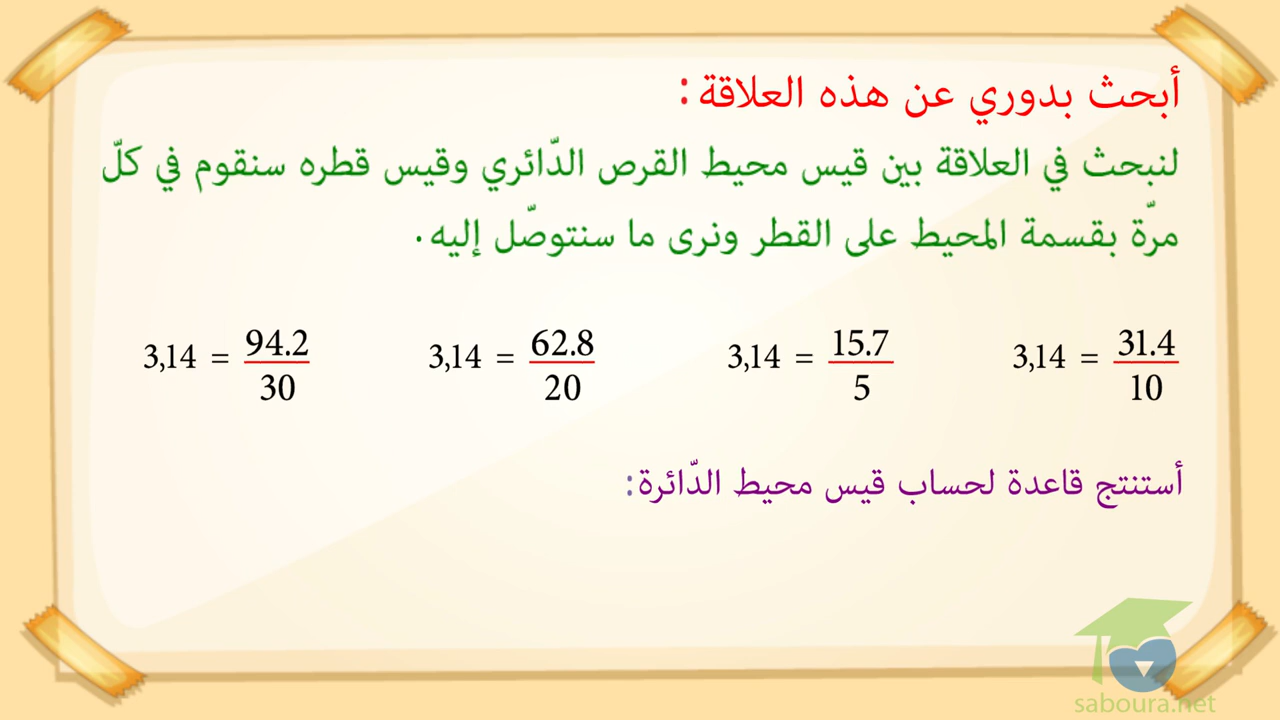 أبحث بدوري عن هذه العلاقة:
لنبحث في العلاقة بين قيس محيط القرص الدّائري وقيس قطره سنقوم في كلّ
مرّة بقسمة المحيط على القطر ونرى ما سنتوصّل إليه.
31.4/10 = 3,14   15.7/5 = 3,14   62.8/20 = 3,14   94.2/30 = 3,14
أستنتج قاعدة لحساب قيس محيط الدّائرة:
saboura.net